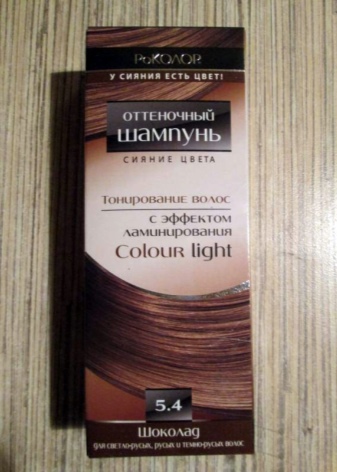 РОКОЛОР
У СИЯНИЯ ЕСТЬ ЦВЕТ!
ОТТЕНОЧНЫЙ
ШАМПУНЬ
СИЯНИЕ ЦВЕТА
Тонирование волос
с эффектом
ламинирования
Colour light
5.4
Шоколад
для светло-русых, русых и темно-русых волос